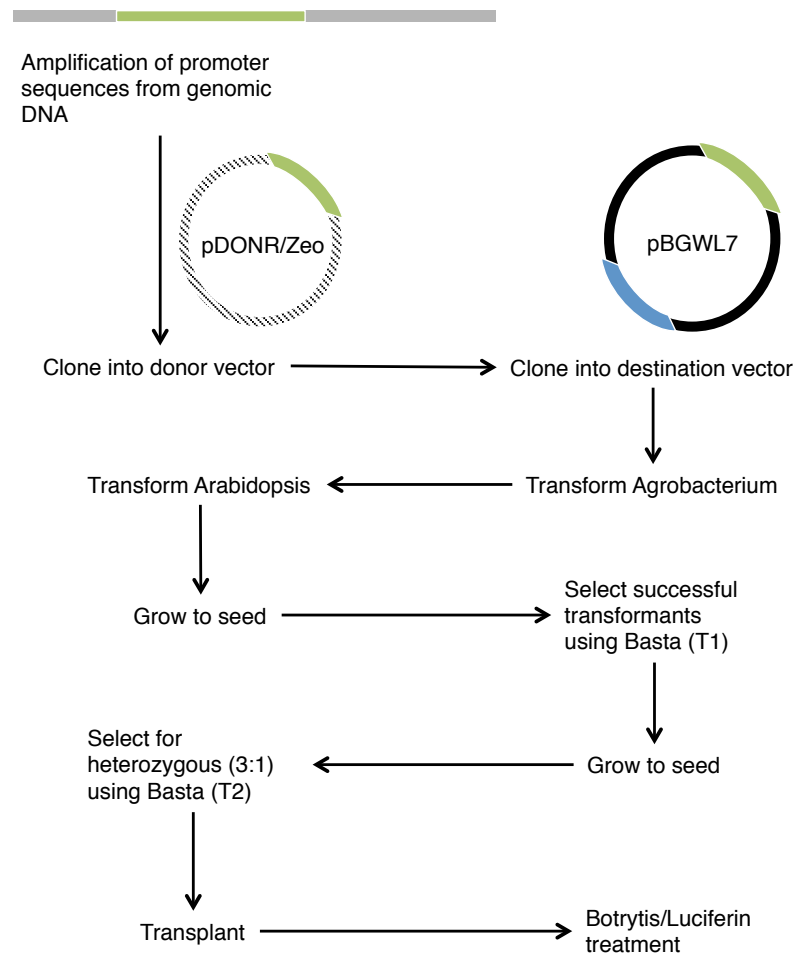 Amplification of promoter
sequences from genomic
DNA
pDONR/Zeo
pBGWL7
Clone into donor vector
Clone into destination vector
Transform Arabidopsis
Transform Agrobacterium
Grow to seed
Select successful
transformants
using Basta (T1)
Select for
heterozygous (3:1)
using Basta (T2)
Grow to seed
Transplant
Botrytis/Luciferin
treatment